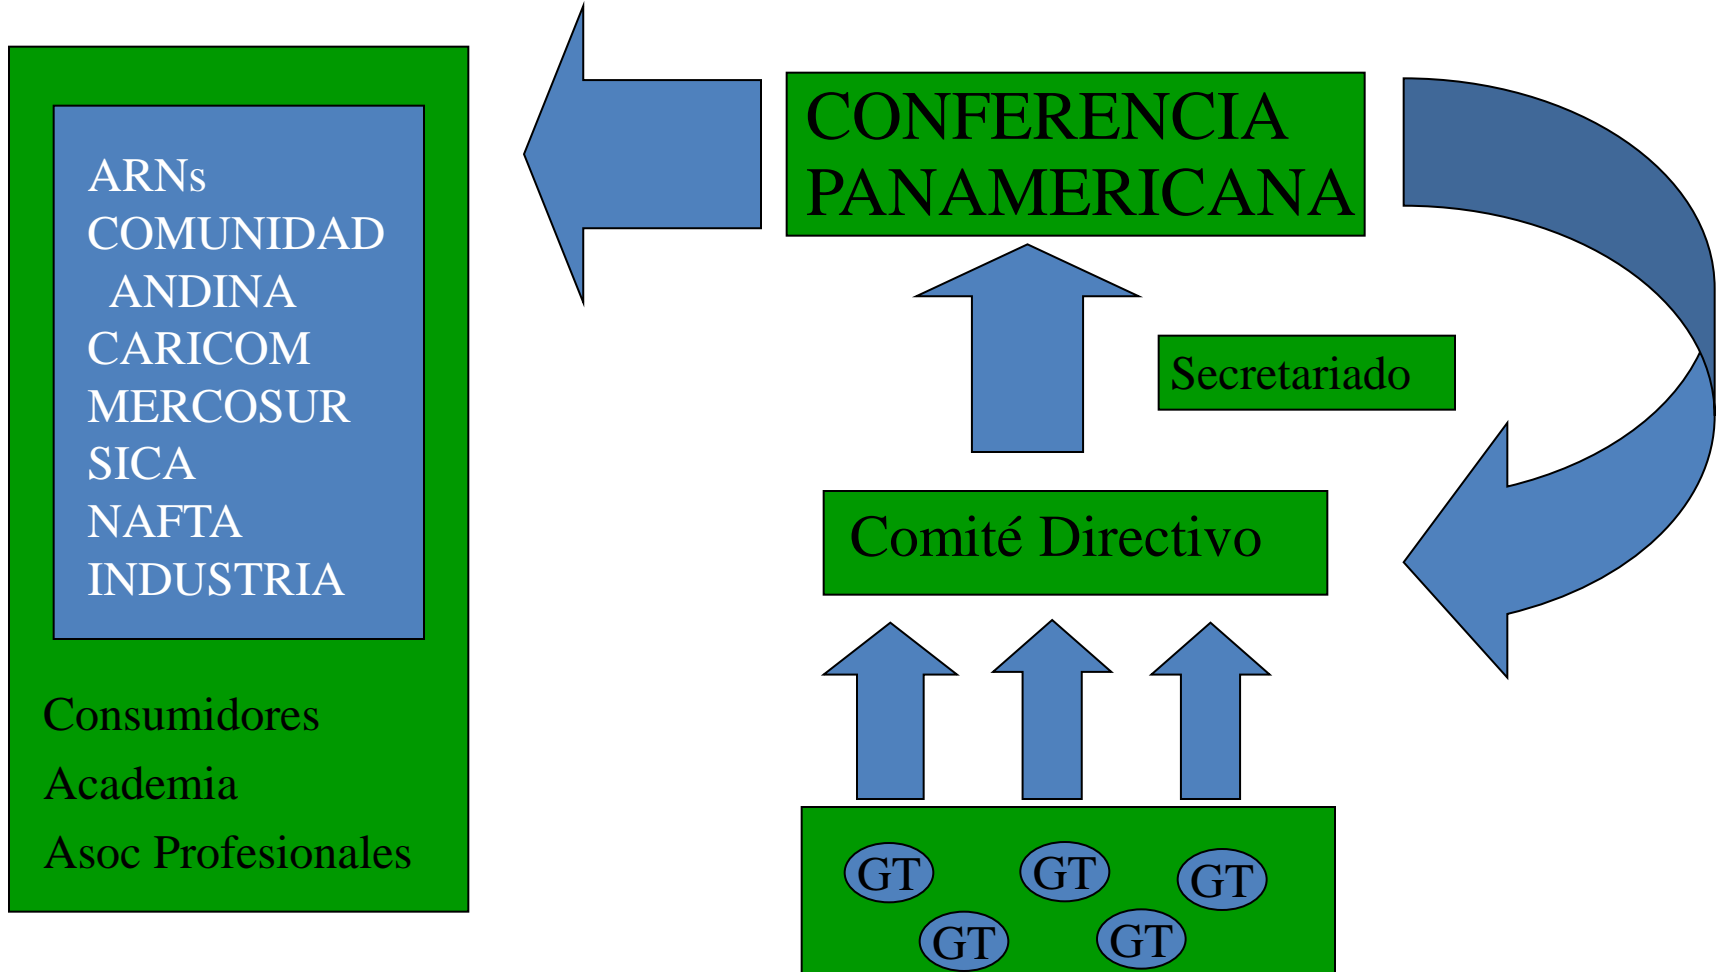 ARNs
COMUNIDAD
ANDINA
CARICOM
MERCOSUR
SICA
NAFTA
INDUSTRIA
Consumidores
Academia
Asoc Profesionales
CONFERENCIA
PANAMERICANA
Secretariado
Comité Directivo
GT
GT
GT
GT
GT